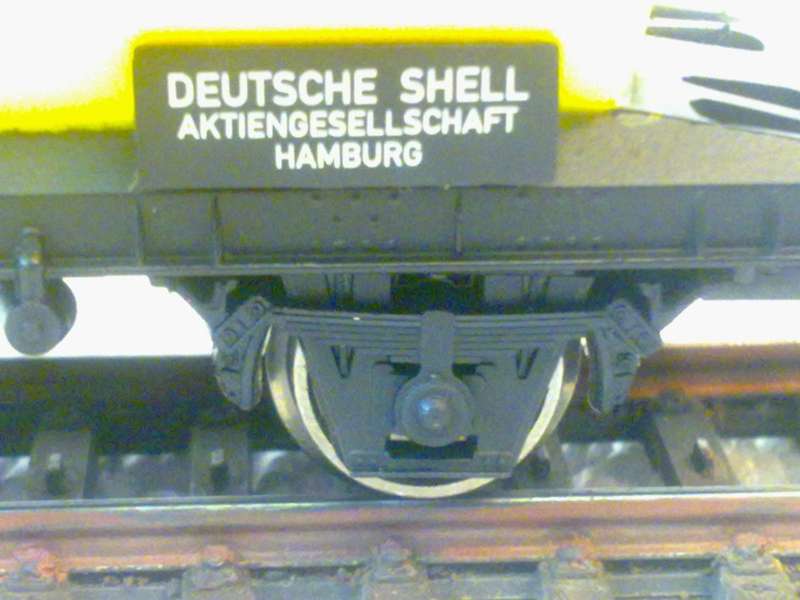 DEUTSCHE SHELL
AKTIENGESELLSCHAFT
HAMBURG